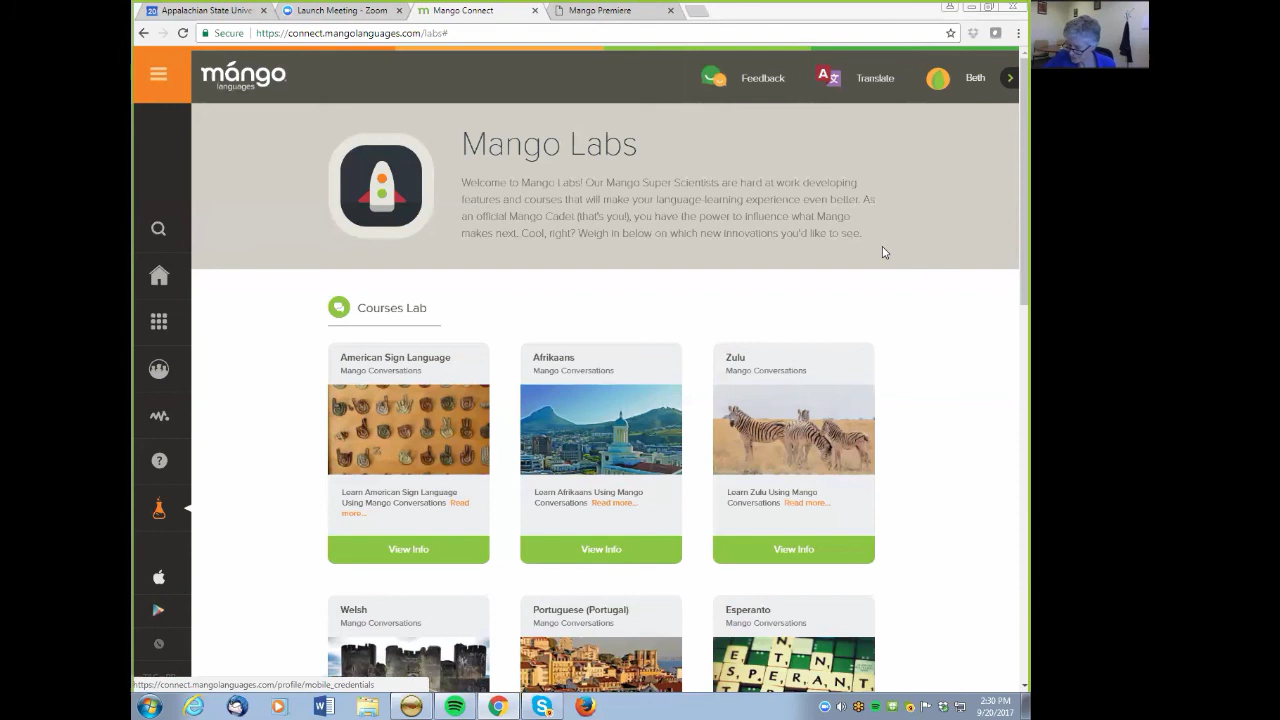 Appalachian State Unive
Launch Meeting - Zoom
Mango Connect
Mango Premiere
Secure
https://connect.mangolanguages.com/labs#
mango
languages
Feedback
Translate
Beth
Mango Labs
Welcome to Mango Labs! Our Mango Super Scientists are hard at work developing
features and courses that will make your language-learning experience even better. As
an official Mango Cadet (that's you!), you have the power to influence what Mango
makes next. Cool, right? Weigh in below on which new innovations you'd like to see.
Courses Lab
American Sign Language
Mango Conversations
Learn American Sign Language
Using Mango Conversations Read
more...
View Info
Afrikaans
Mango Conversations
Learn Afrikaans Using Mango
Conversations Read more...
View Info
Zulu
Mango Conversations
Learn Zulu Using Mango
Conversations Read more...
View Info
Welsh
Mango Conversations
Portuguese (Portugal)
Mango Conversations
Esperanto
Mango Conversations
https://connect.mangolanguages.com/profile/mobile_credentials
2:30 PM
9/20/2017